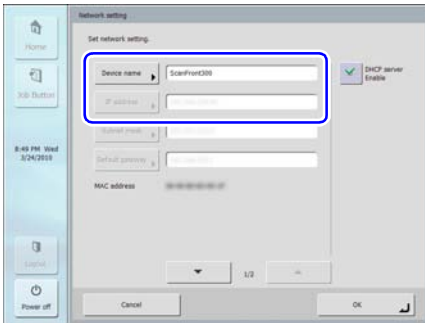 Network setting
Home
Set network setting.
Device name
ScanFront300
DHCP server
Enable
Job Button
IP address
Subnet mask
8:49 PM Wed
3/24/2010
Default gateway
MAC address
Logout
1/2
Power off
Cancel
OK